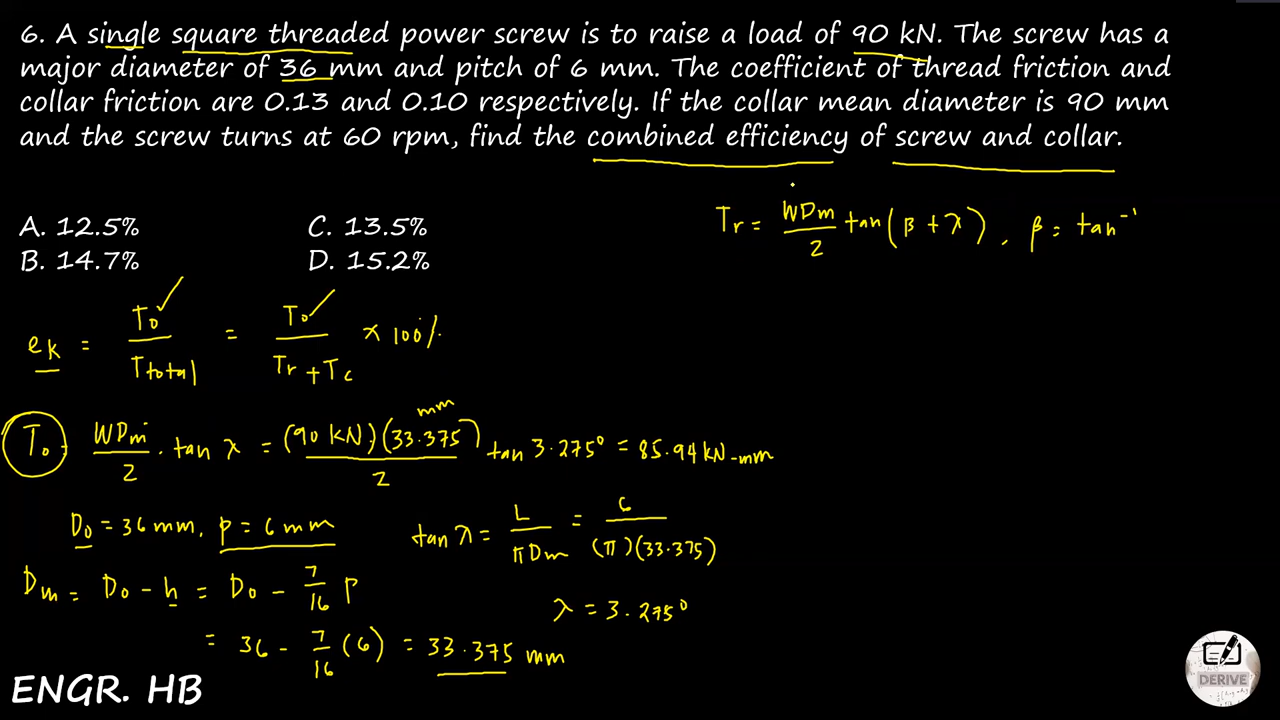 6. A single square threaded power screw is to raise a load of 90 kN. The screw has a
major diameter of 36 mm and pitch of 6 mm. The coefficient of thread friction and
collar friction are 0.13 and 0.10 respectively. If the collar mean diameter is 90 mm
and the screw turns at 60 rpm, find the combined efficiency of screw and collar.
Tr = WDm/2 tan(β + λ), β = tan⁻¹
A. 12.5% C. 13.5%
B. 14.7% D. 15.2%
eK = To/Ttotal = To/(Tr + Tc) x 100%
To = WDm/2 · tan λ = (90 KN)(33.375 mm)/2 tan 3.275° = 85.94 KN-mm
Do = 36 mm, p = 6 mm
tan λ = L/πDm = 6/(π)(33.375)
Dm = Do - h = Do - 7/16 P
λ = 3.275°
= 36 - 7/16 (6) = 33.375 mm
ENGR. HB
DERIVE